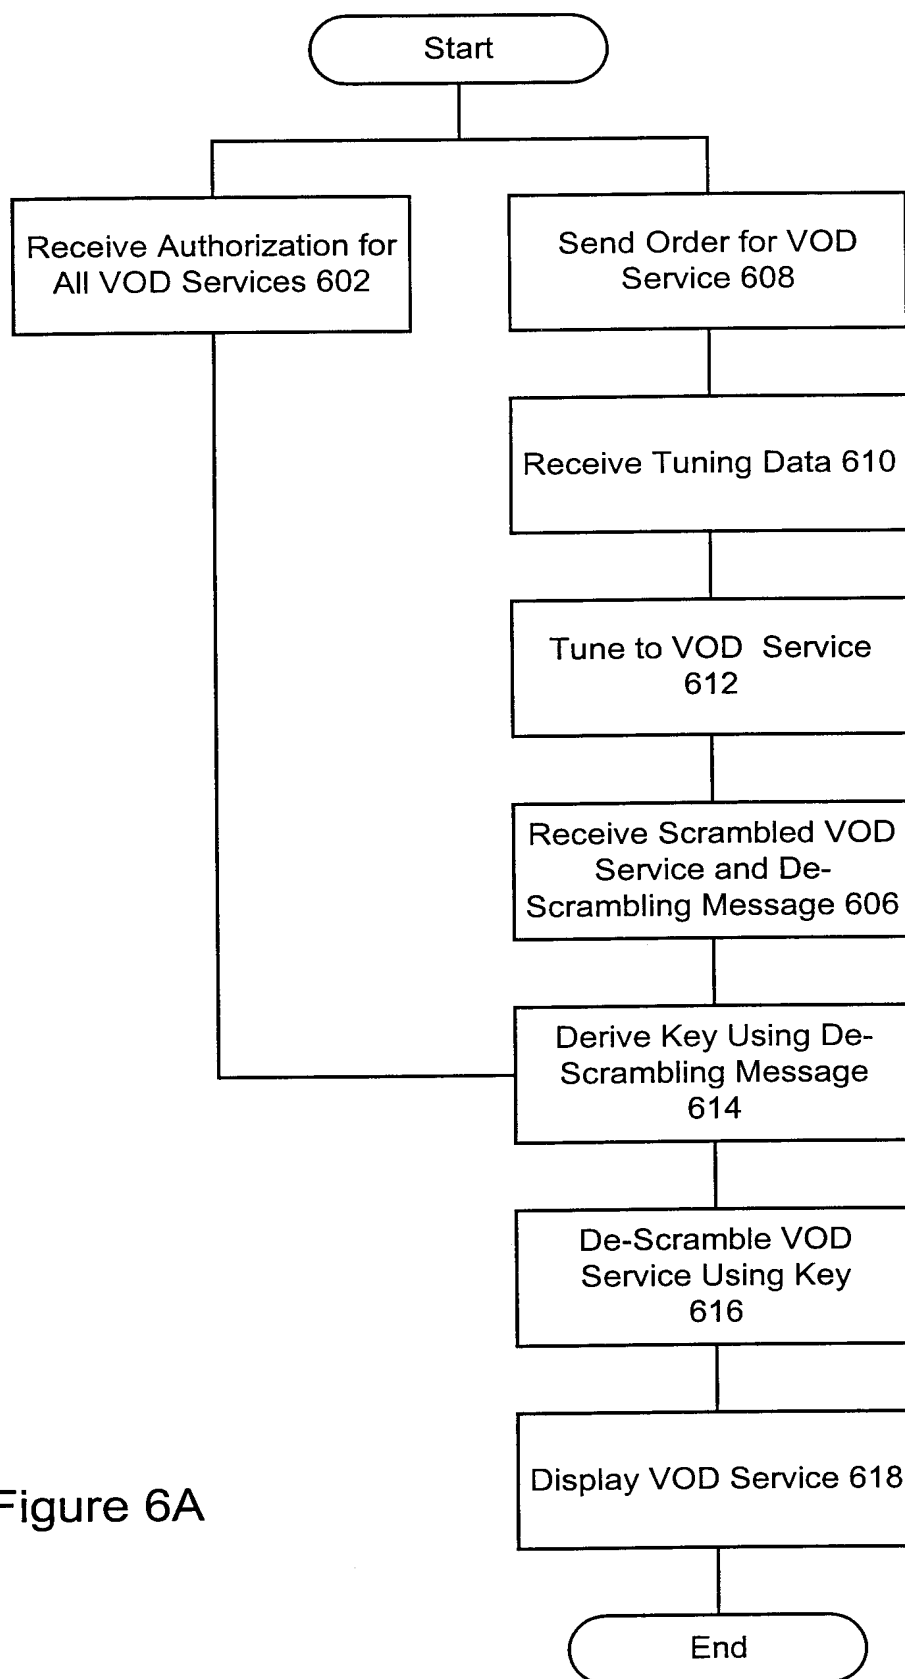 Start
Receive Authorization for
All VOD Services 602
Send Order for VOD
Service 608
Receive Tuning Data 610
Tune to VOD Service
612
Receive Scrambled VOD
Service and De-
Scrambling Message 606
Derive Key Using De-
Scrambling Message
614
De-Scramble VOD
Service Using Key
616
Display VOD Service 618
Figure 6A
End